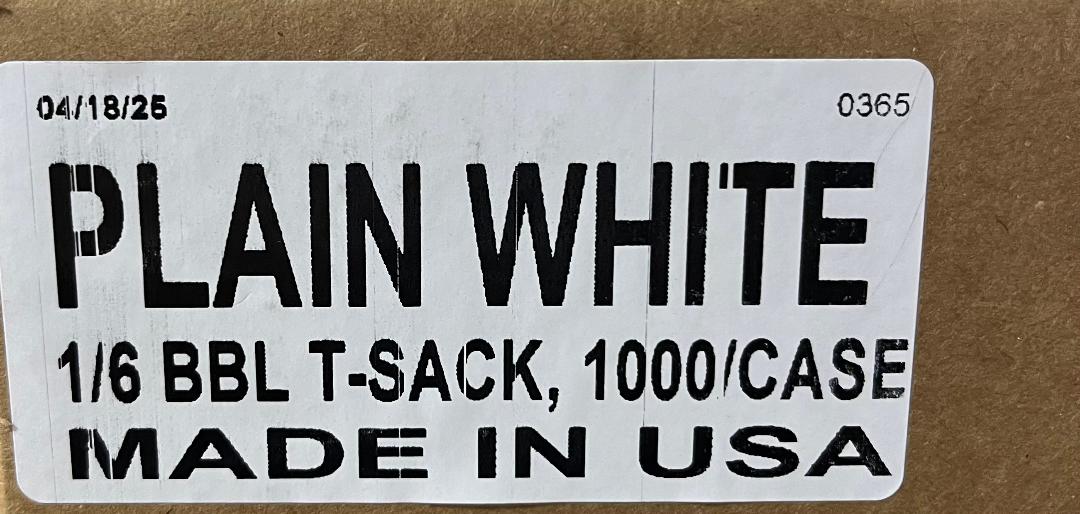 04/18/25 0365
PLAIN WHITE
1/6 BBL T-SACK, 1000/CASE
MADE IN USA